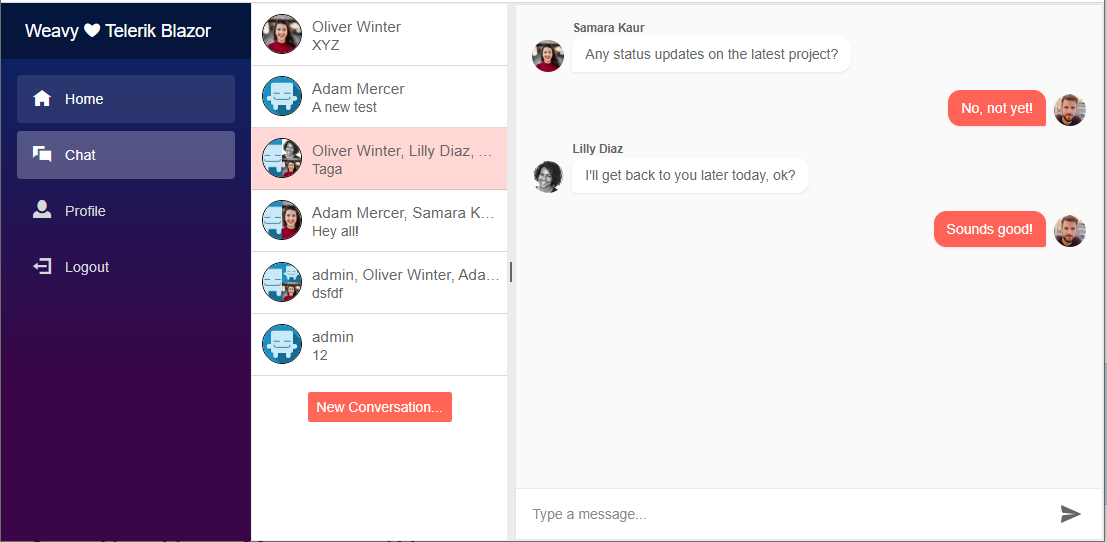 Weavy ♥ Telerik Blazor
Home
Chat
Profile
Logout
Oliver Winter
XYZ
Adam Mercer
A new test
Oliver Winter, Lilly Diaz, ...
Taga
Adam Mercer, Samara K...
Hey all!
admin, Oliver Winter, Ada...
dsfdf
admin
12
New Conversation...
Samara Kaur
Any status updates on the latest project?
No, not yet!
Lilly Diaz
I'll get back to you later today, ok?
Sounds good!
Type a message...